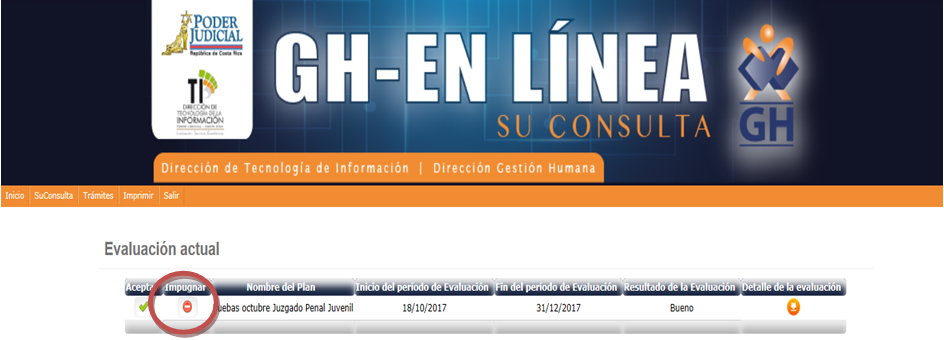 PODER
JUDICIAL
República de Costa Rica
GH-EN LÍNEA
SU CONSULTA
TI
DIRECCIÓN DE
TECNOLOGÍA DE LA
INFORMACIÓN
GH
Dirección de Tecnología de Información | Dirección Gestión Humana
Inicio SuConsulta Trámites Imprimir Salir
Evaluación actual
Acepta Impugnar Nombre del Plan Inicio del período de Evaluación Fin del período de Evaluación Resultado de la Evaluación Detalle de la evaluación
uebas octubre Juzgado Penal Juvenil 18/10/2017 31/12/2017 Bueno